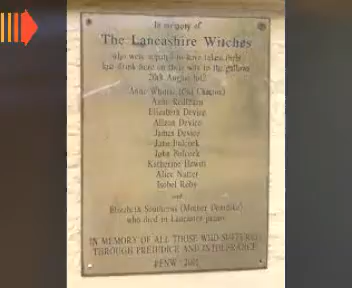 In memory of
The Lancashire Witches
who were reputed to have taken their
last drink here on their way to the gallows
20th August 1612
Anne Whittle (Old Chattox)
Anne Redfearn
Elizabeth Device
Alison Device
James Device
Jane Bulcock
John Bulcock
Katherine Hewitt
Alice Nutter
Isobel Roby
and
Elizabeth Southerns (Mother Demdike)
who died in Lancaster prison
IN MEMORY OF ALL THOSE WHO SUFFERED
THROUGH PREJUDICE AND INTOLERANCE